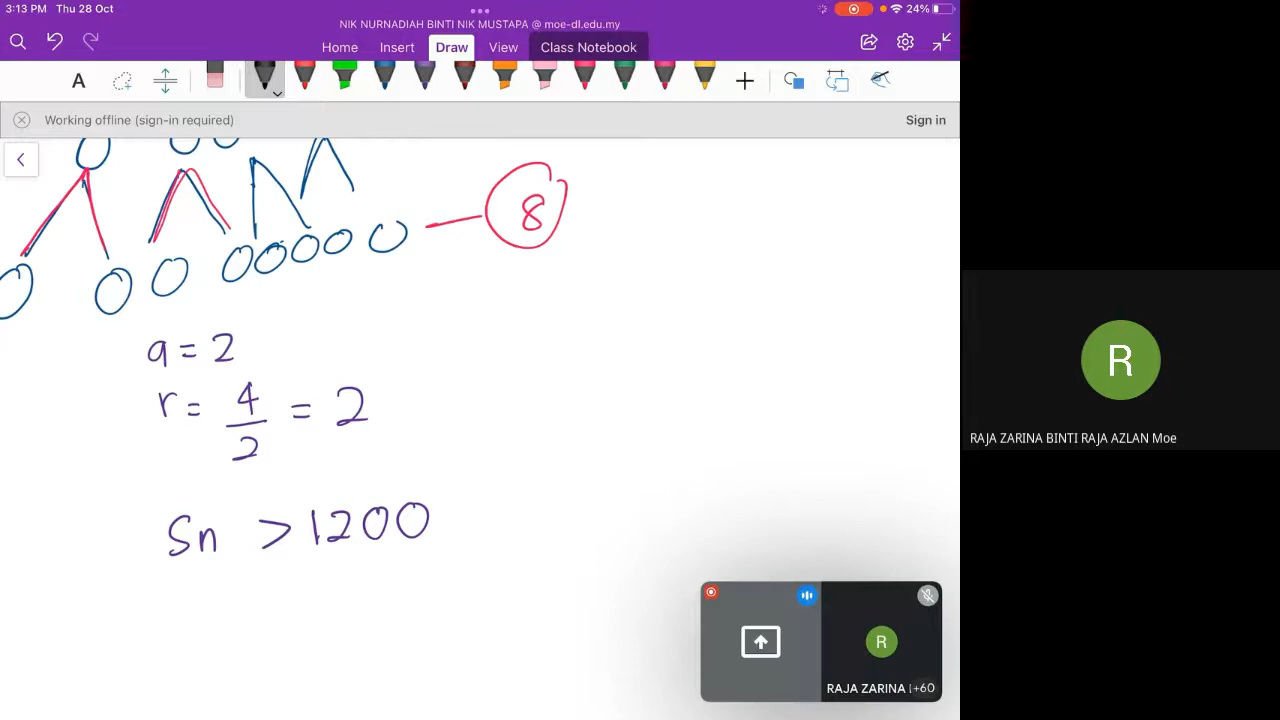 3:13 PM Thu 28 Oct
24%
NIK NURNADIAH BINTI NIK MUSTAPA @ moe-dl.edu.my
Home Insert Draw View Class Notebook
A
Working offline (sign-in required) Sign in
8
a = 2
r = 4/2 = 2
Sn > 1200
R
RAJA ZARINA BINTI RAJA AZLAN Moe
R
RAJA ZARINA +60